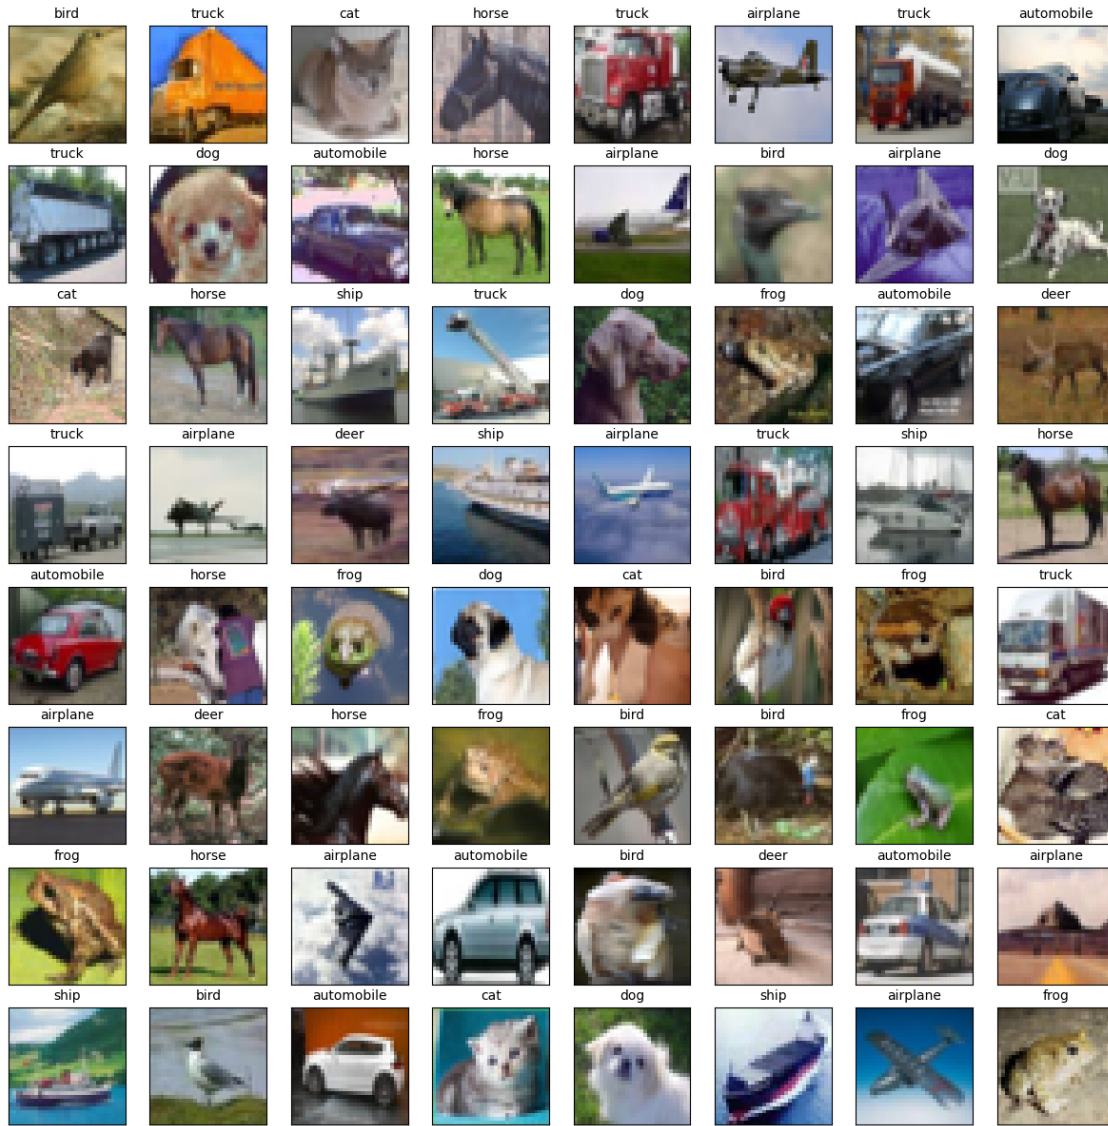 bird truck cat horse truck airplane truck automobile
truck dog automobile horse airplane bird airplane dog
cat horse ship truck dog frog automobile deer
truck airplane deer ship airplane truck ship horse
automobile horse frog dog cat bird frog truck
airplane deer horse frog bird bird frog cat
frog horse airplane automobile bird deer automobile airplane
ship bird automobile cat dog ship airplane frog